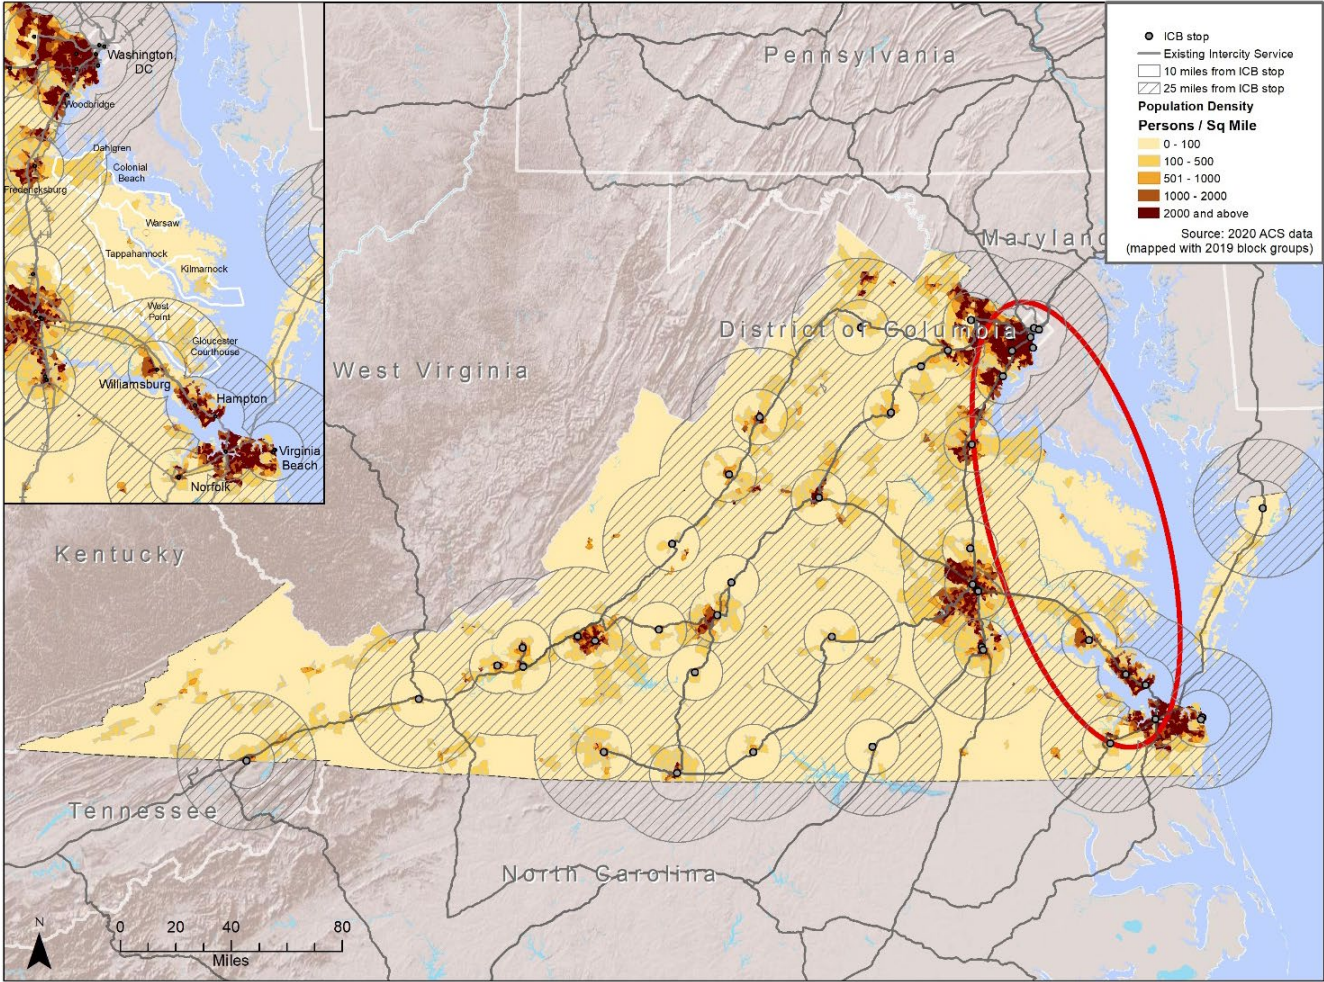 Washington,
DC
Woodbridge
Dahlgren
Colonial
Beach
Fredericksburg
Warsaw
Tappahannock
Kilmarnock
West
Point
Gloucester
Courthouse
Williamsburg
Hampton
Virginia
Beach
Norfolk
Pennsylvania
Maryland
District of Columbia
West Virginia
Kentucky
Tennessee
North Carolina
ICB stop
Existing Intercity Service
10 miles from ICB stop
25 miles from ICB stop
Population Density
Persons / Sq Mile
0 - 100
100 - 500
501 - 1000
1000 - 2000
2000 and above
Source: 2020 ACS data
(mapped with 2019 block groups)
N
0 20 40 80
Miles